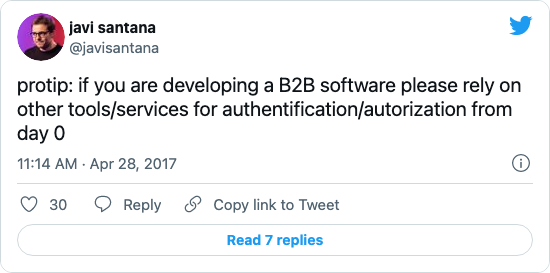 javi santana
@javisantana
protip: if you are developing a B2B software please rely on
other tools/services for authentification/autorization from
day 0
11:14 AM · Apr 28, 2017
30 Reply Copy link to Tweet
Read 7 replies